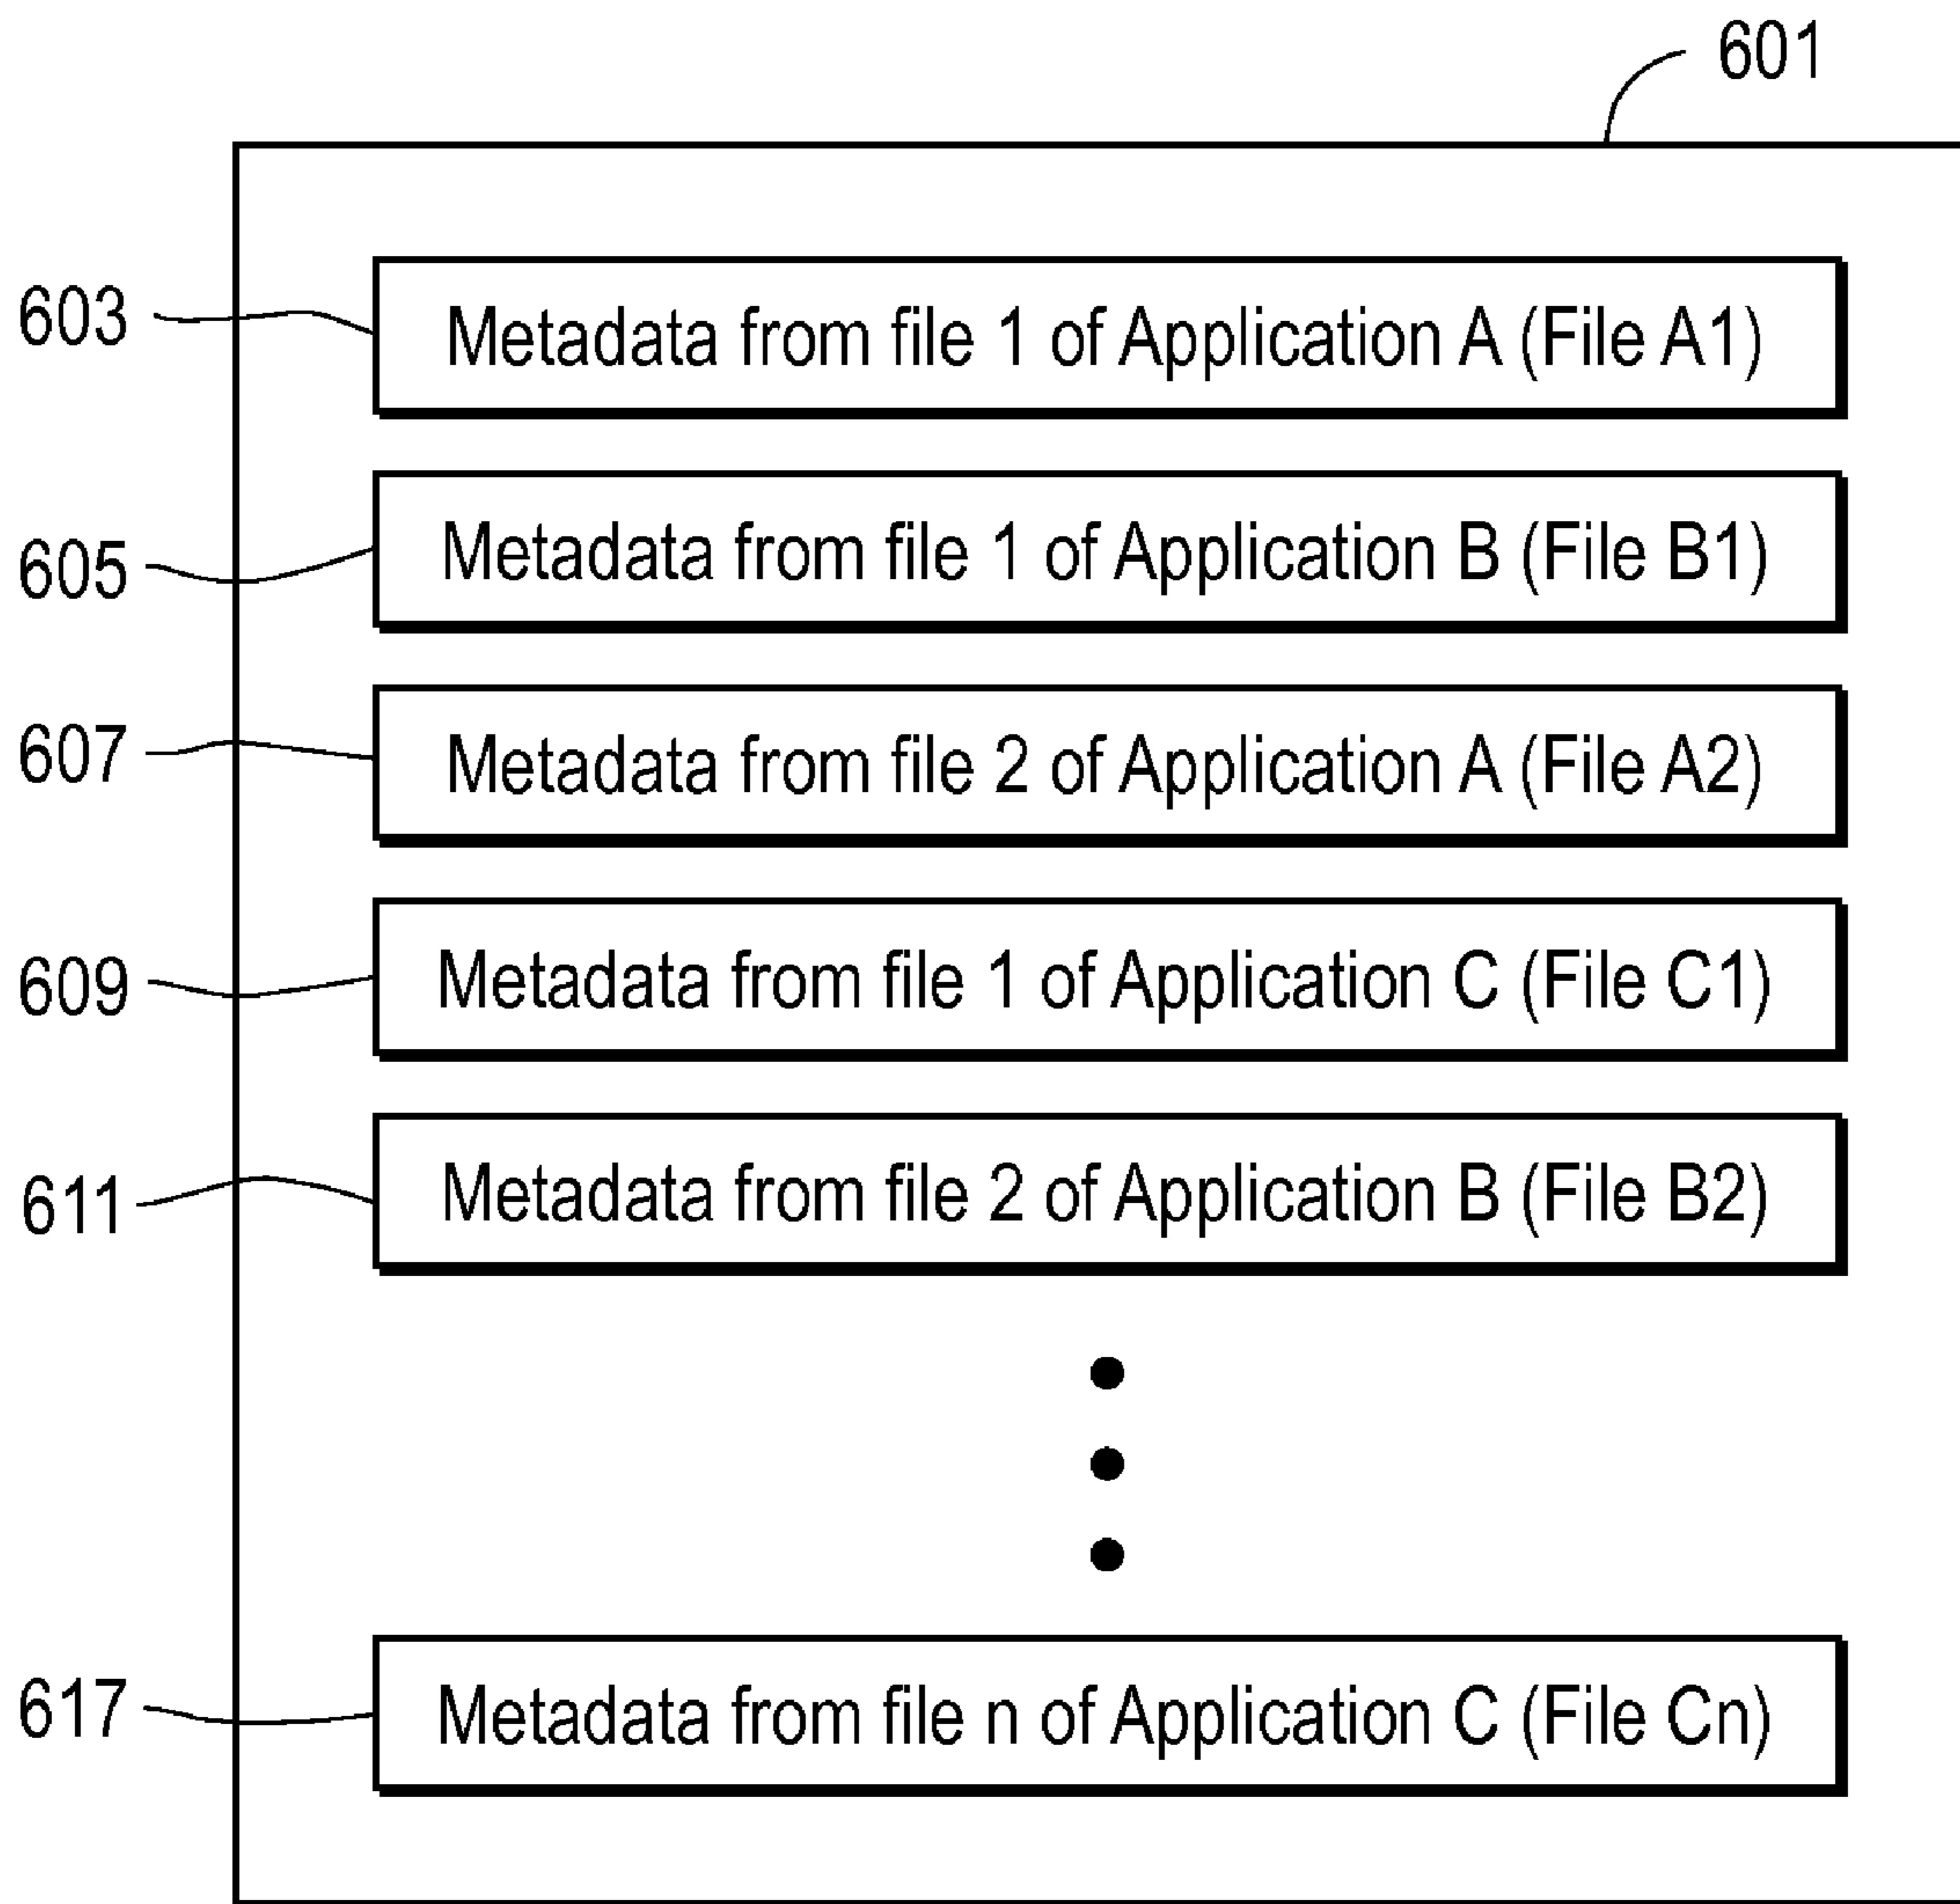 601
603 Metadata from file 1 of Application A (File A1)
605 Metadata from file 1 of Application B (File B1)
607 Metadata from file 2 of Application A (File A2)
609 Metadata from file 1 of Application C (File C1)
611 Metadata from file 2 of Application B (File B2)
617 Metadata from file n of Application C (File Cn)